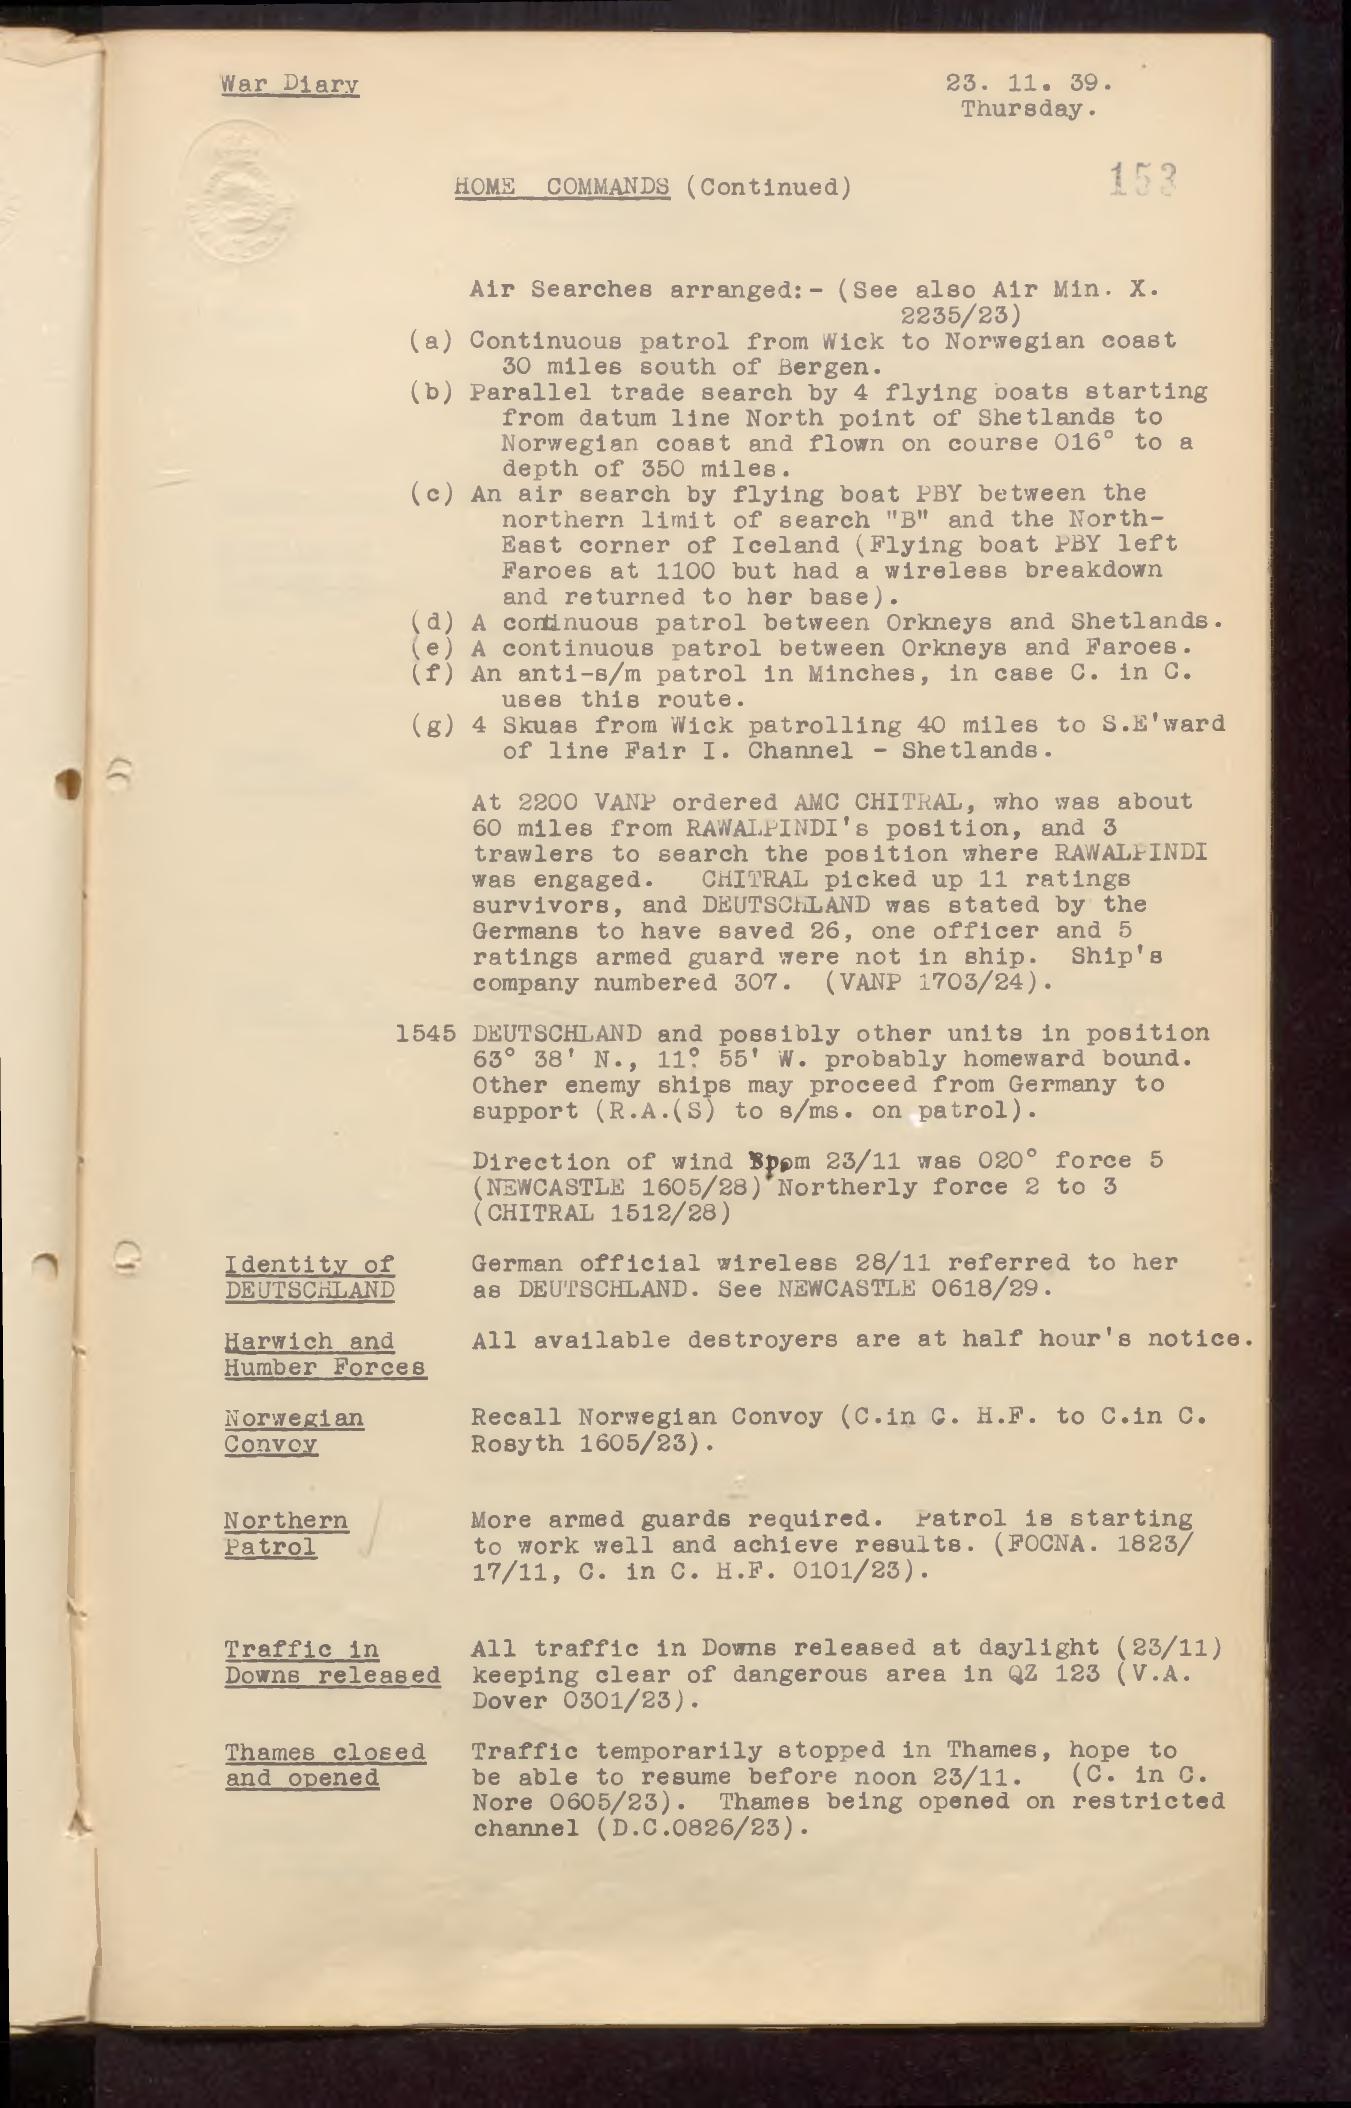 War Diary
23. 11. 39.
Thursday.
HOME COMMANDS (Continued)
153
Air Searches arranged:- (See also Air Min. X.
2235/23)
(a) Continuous patrol from Wick to Norwegian coast
30 miles south of Bergen.
(b) Parallel trade search by 4 flying boats starting
from datum line North point of Shetlands to
Norwegian coast and flown on course 016° to a
depth of 350 miles.
(c) An air search by flying boat PBY between the
northern limit of search "B" and the North-
East corner of Iceland (Flying boat PBY left
Faroes at 1100 but had a wireless breakdown
and returned to her base).
(d) A continuous patrol between Orkneys and Shetlands.
(e) A continuous patrol between Orkneys and Faroes.
(f) An anti-s/m patrol in Minches, in case C. in C.
uses this route.
(g) 4 Skuas from Wick patrolling 40 miles to S.E'ward
of line Fair I. Channel - Shetlands.
At 2200 VANP ordered AMC CHITRAL, who was about
60 miles from RAWALPINDI's position, and 3
trawlers to search the position where RAWALPINDI
was engaged. CHITRAL picked up 11 ratings
survivors, and DEUTSCHLAND was stated by the
Germans to have saved 26, one officer and 5
ratings armed guard were not in ship. Ship's
company numbered 307. (VANP 1703/24).
1545 DEUTSCHLAND and possibly other units in position
63° 38' N., 11° 55' W. probably homeward bound.
Other enemy ships may proceed from Germany to
support (R.A.(S) to s/ms. on patrol).
Direction of wind 23/11 was 020° force 5
(NEWCASTLE 1605/28) Northerly force 2 to 3
(CHITRAL 1512/28)
Identity of
DEUTSCHLAND
German official wireless 28/11 referred to her
as DEUTSCHLAND. See NEWCASTLE 0618/29.
Harwich and
Humber Forces
All available destroyers are at half hour's notice.
Norwegian
Convoy
Recall Norwegian Convoy (C.in C. H.F. to C.in C.
Rosyth 1605/23).
Northern
Patrol
More armed guards required. Patrol is starting
to work well and achieve results. (FOCNA. 1823/
17/11, C. in C. H.F. 0101/23).
Traffic in
Downs released
All traffic in Downs released at daylight (23/11)
keeping clear of dangerous area in QZ 123 (V.A.
Dover 0301/23).
Thames closed
and opened
Traffic temporarily stopped in Thames, hope to
be able to resume before noon 23/11. (C. in C.
Nore 0605/23). Thames being opened on restricted
channel (D.C.0826/23).